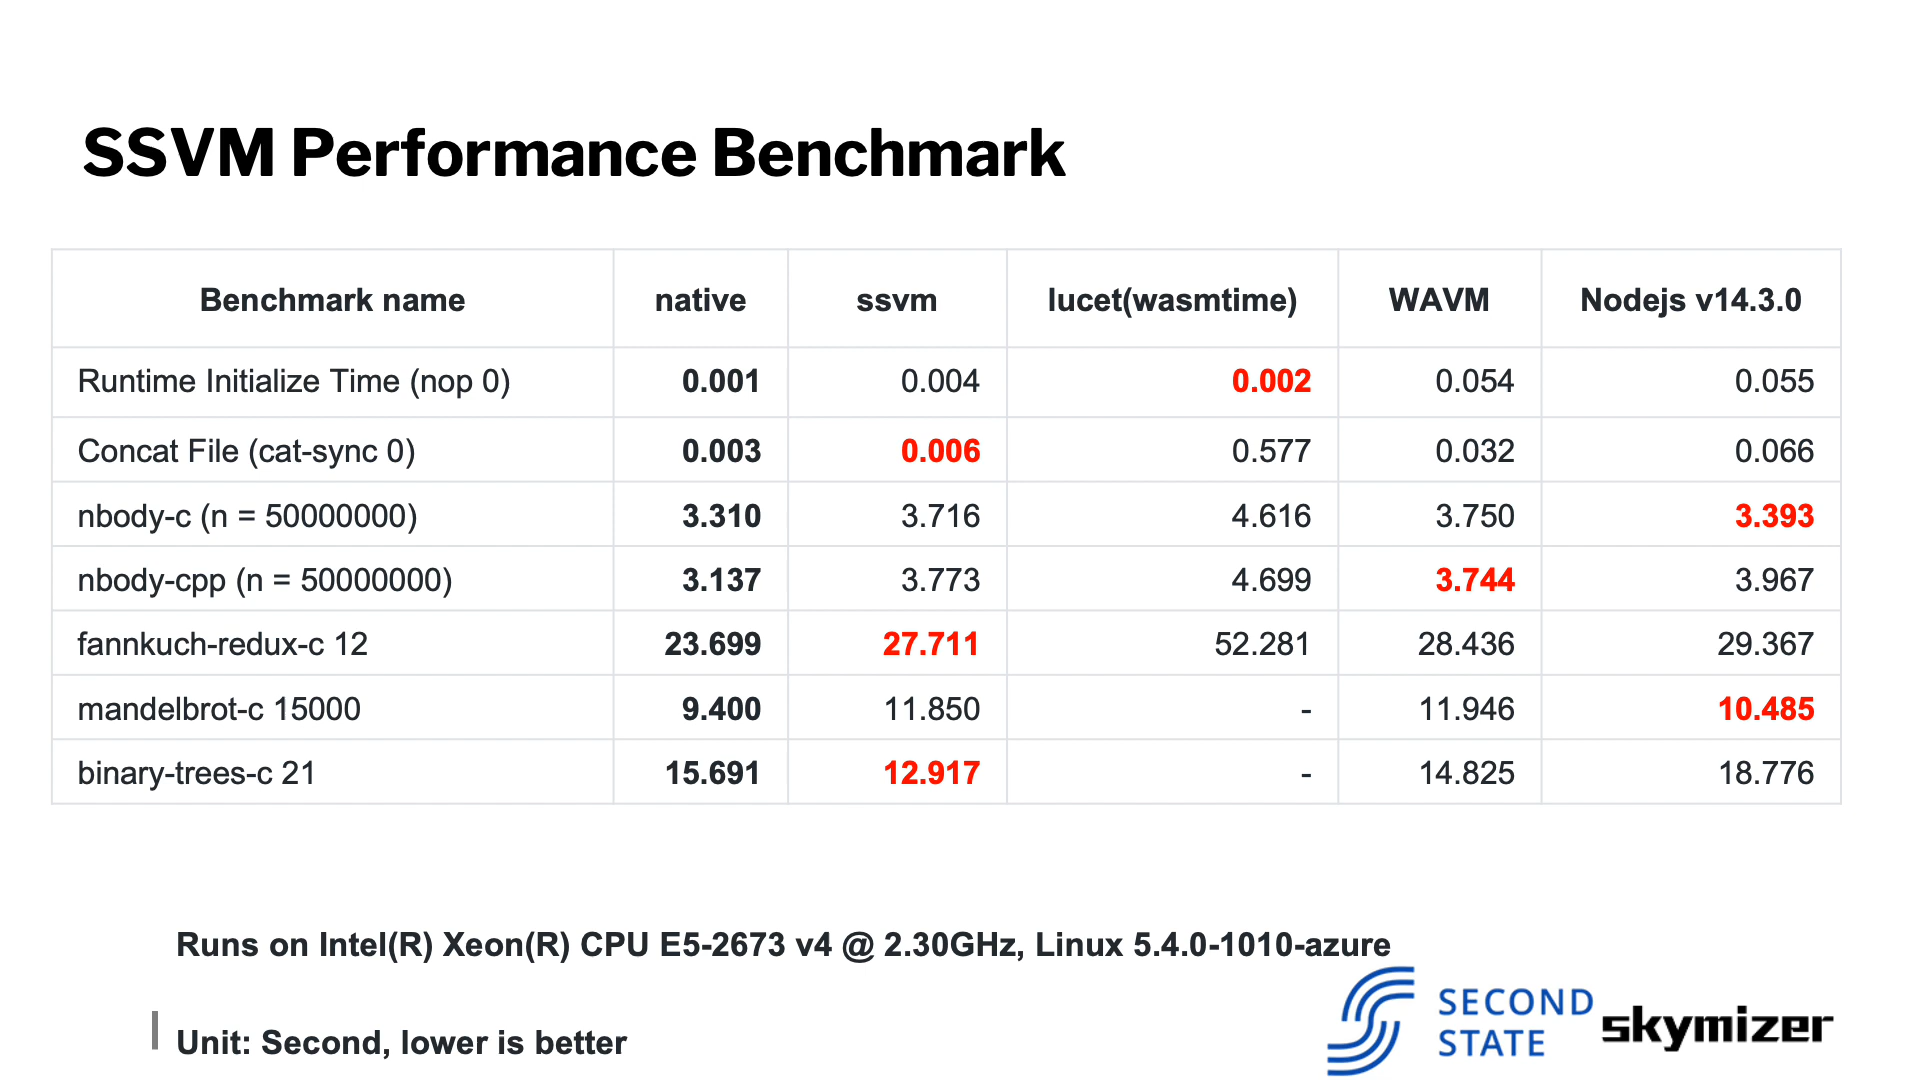 SSVM Performance Benchmark
Benchmark name native ssvm lucet(wasmtime) WAVM Nodejs v14.3.0
Runtime Initialize Time (nop 0) 0.001 0.004 0.002 0.054 0.055
Concat File (cat-sync 0) 0.003 0.006 0.577 0.032 0.066
nbody-c (n = 50000000) 3.310 3.716 4.616 3.750 3.393
nbody-cpp (n = 50000000) 3.137 3.773 4.699 3.744 3.967
fannkuch-redux-c 12 23.699 27.711 52.281 28.436 29.367
mandelbrot-c 15000 9.400 11.850 - 11.946 10.485
binary-trees-c 21 15.691 12.917 - 14.825 18.776
Runs on Intel(R) Xeon(R) CPU E5-2673 v4 @ 2.30GHz, Linux 5.4.0-1010-azure
Unit: Second, lower is better
SECOND
STATE
skymizer